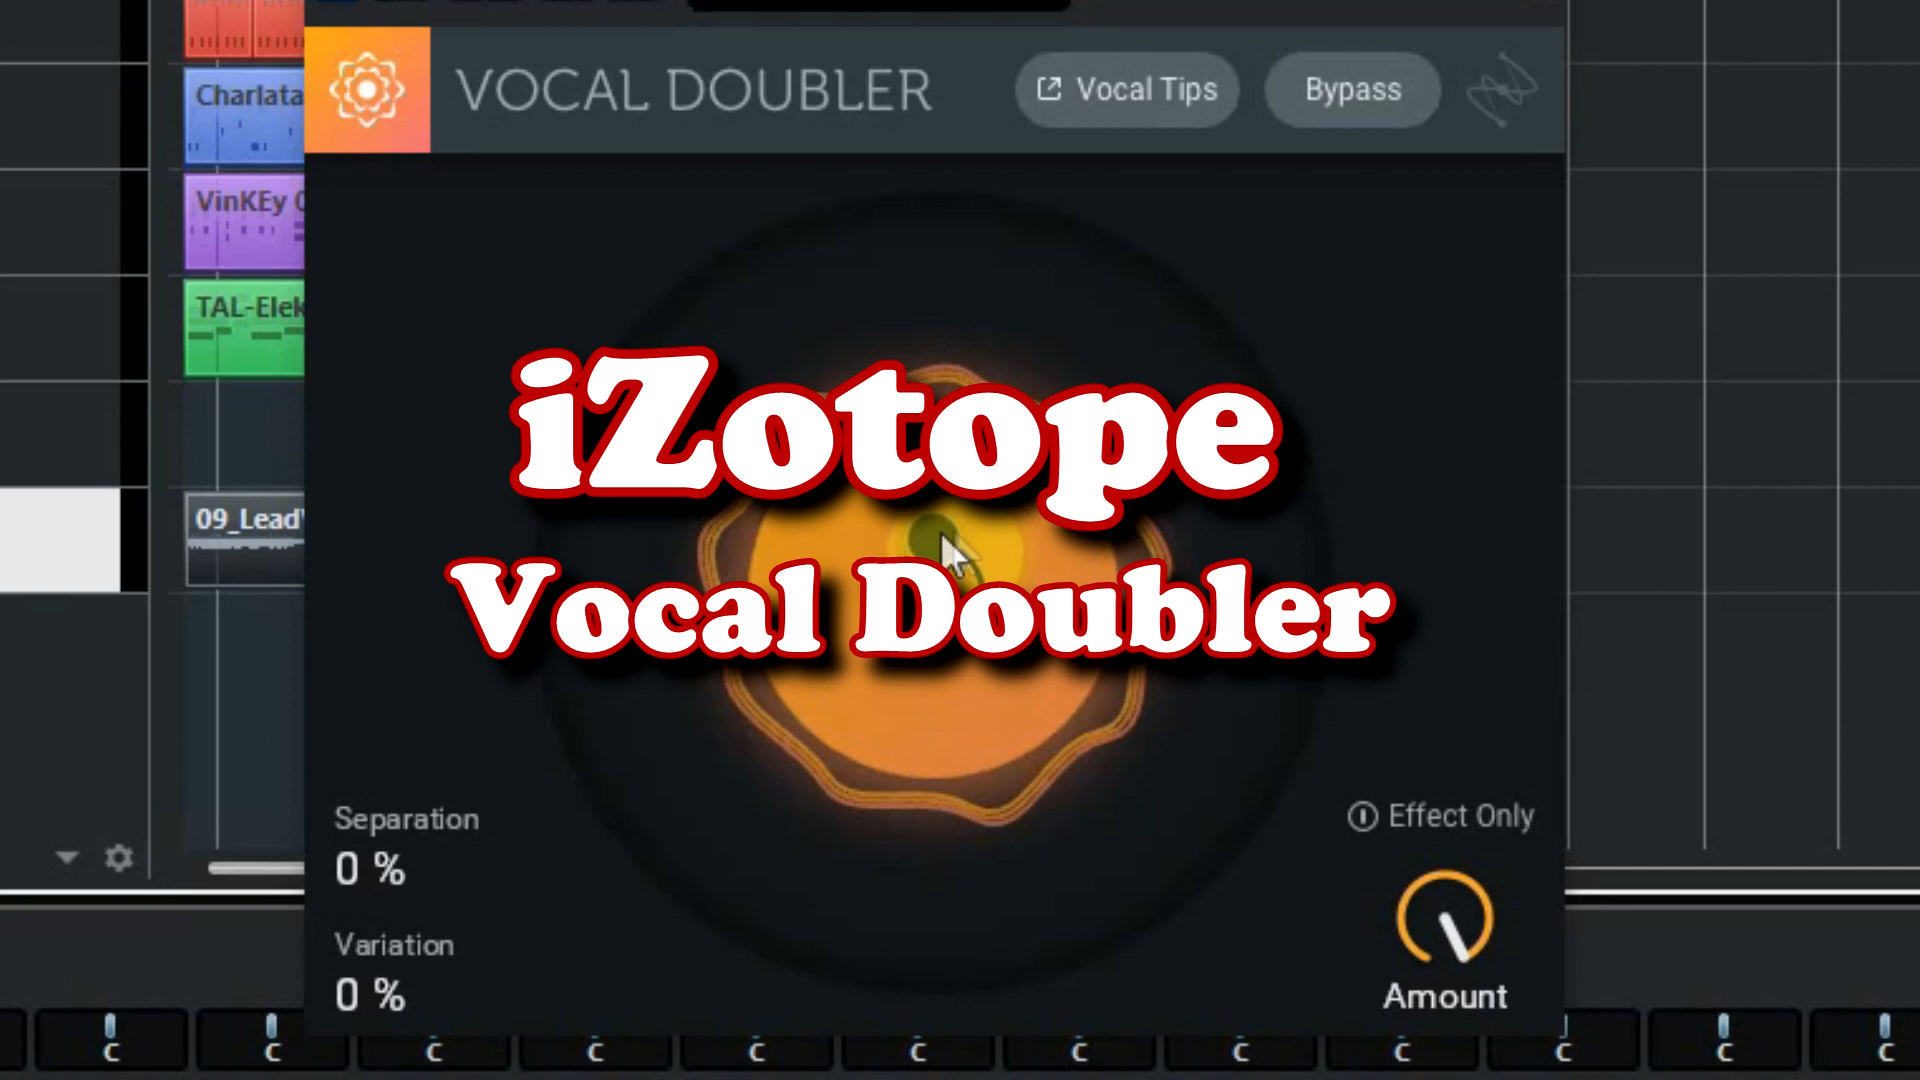 VOCAL DOUBLER
Vocal Tips
Bypass
Charlata
VinKEy
TAL-Elek
iZotope
09_Lead
Vocal Doubler
Separation
0 %
Effect Only
Variation
0 %
Amount
C C C C C C C C C C C C